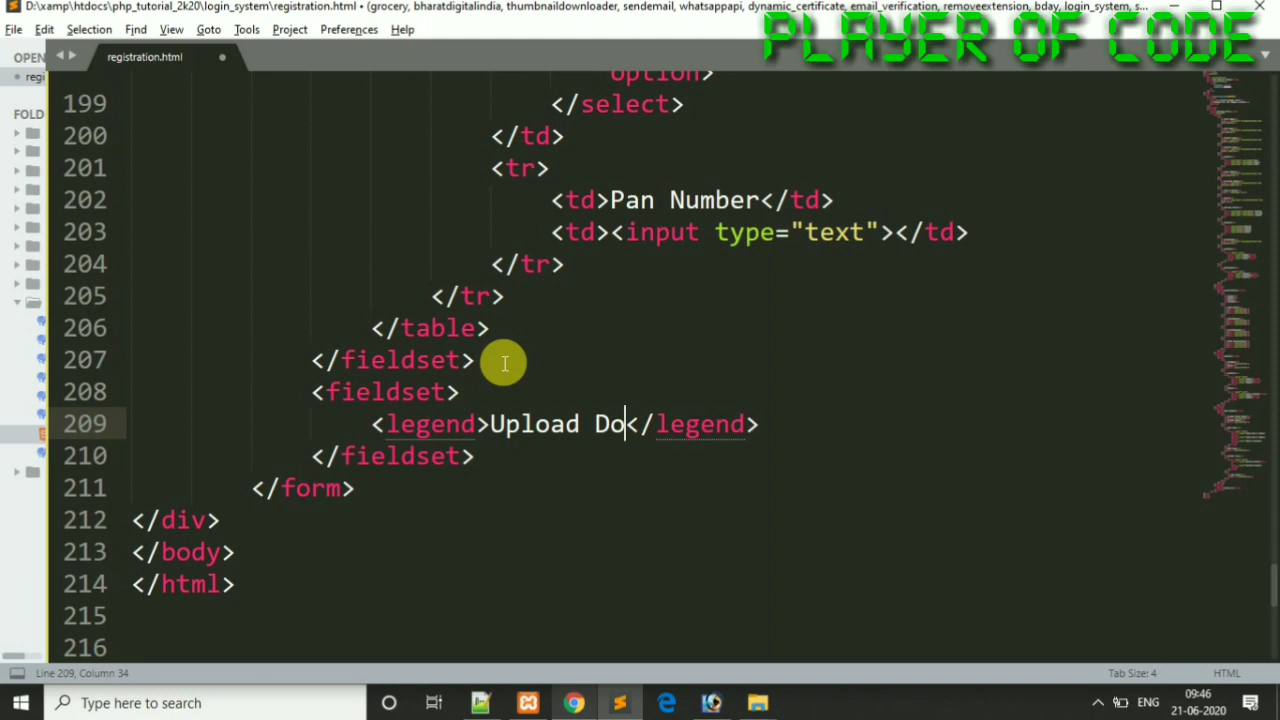 D:\xamp\htdocs\php_tutorial_2k20\login_system\registration.html • (grocery, bharatdigitalindia, thumbnaildownloader, sendemail, whatsappapi, dynamic_certificate, email_verification, removeextension, bday, login_system, s...
File Edit Selection Find View Goto Tools Project Preferences Help
PLAYER OF CODE
OPEN
registration.html
regi
FOLD
option>
199 </select>
200 </td>
201 <tr>
202 <td>Pan Number</td>
203 <td><input type="text"></td>
204 </tr>
205 </tr>
206 </table>
207 </fieldset>
208 <fieldset>
209 <legend>Upload Do</legend>
210 </fieldset>
211 </form>
212 </div>
213 </body>
214 </html>
215
216
Line 209, Column 34
Tab Size: 4
HTML
Type here to search
ENG
09:46
21-06-2020